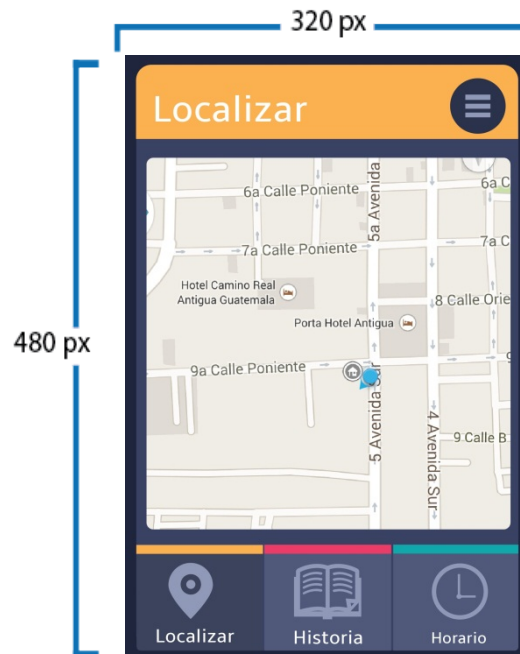 320 px
480 px
Localizar
5a Avenida
6a Calle Poniente
6a C
7a Calle Poniente
7a C
Hotel Camino Real
Antigua Guatemala
8 Calle Orie
Porta Hotel Antigua
9a Calle Poniente
9
5 Avenida Sur
4 Avenida Sur
9 Calle B
Localizar
Historia
Horario